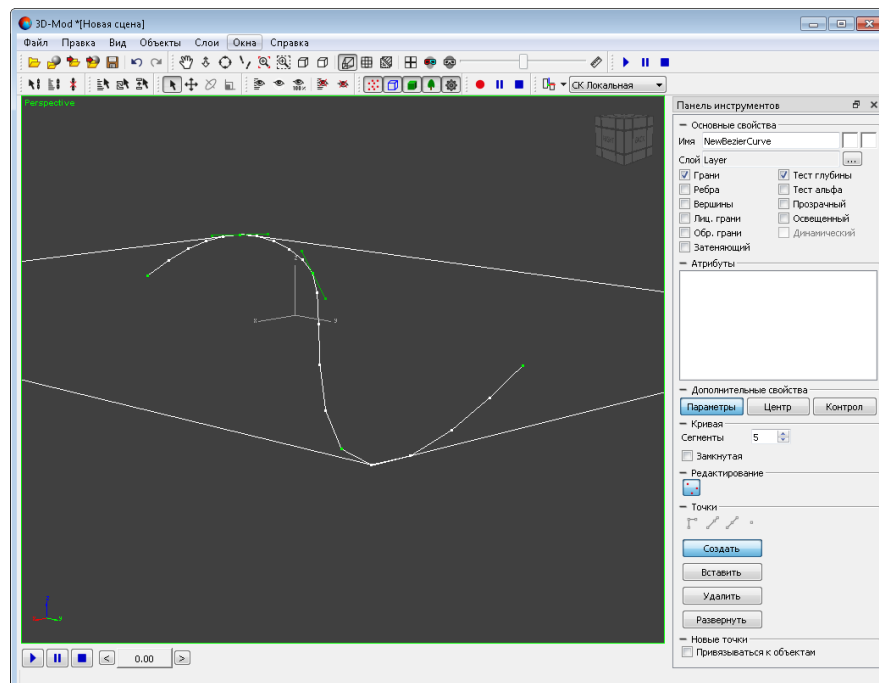 3D-Mod *[Новая сцена]
Файл Правка Вид Объекты Слои Окна Справка
100%
СК Локальная
Perspective
Панель инструментов
Основные свойства
Имя NewBezierCurve
Слой Layer ...
Грани Тест глубины
Ребра Тест альфа
Вершины Прозрачный
Лиц. грани Освещенный
Обр. грани Динамический
Затеняющий
Атрибуты
Дополнительные свойства
Параметры Центр Контрол
Кривая
Сегменты 5
Замкнутая
Редактирование
Точки
Создать
Вставить
Удалить
Развернуть
Новые точки
Привязываться к объектам
z
x y
z
x y
< 0.00 >